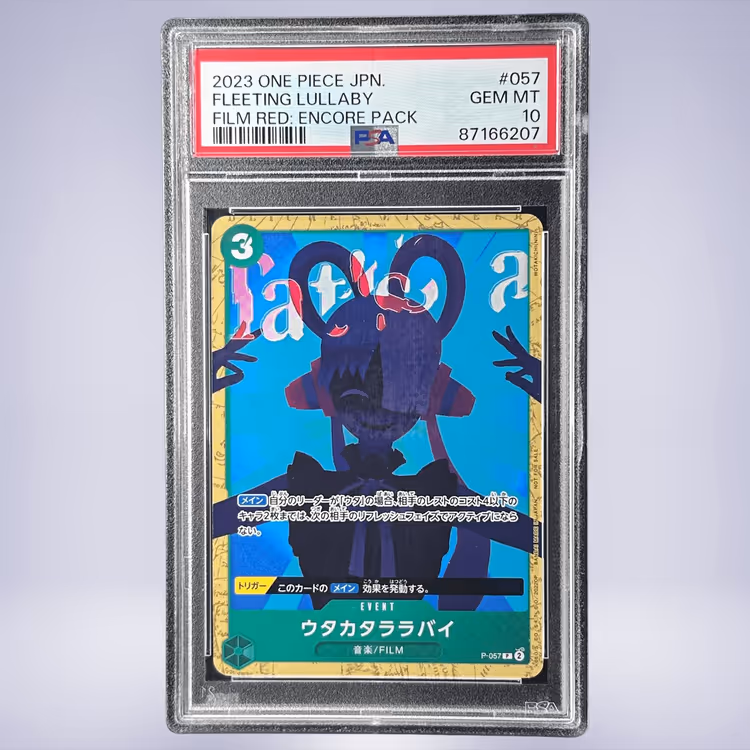 2023 ONE PIECE JPN. #057
FLEETING LULLABY GEM MT
FILM RED: ENCORE PACK 10
PSA 87166207
3
メイン 自分のリーダーが「ウタ」の場合、相手のレストのコスト4以下の
キャラ2枚までは、次の相手のリフレッシュフェイズでアクティブになら
ない。
トリガー このカードの メイン 効果を発動する。
EVENT
ウタカタララバイ
音楽/FILM
P-057 P 2
PSA